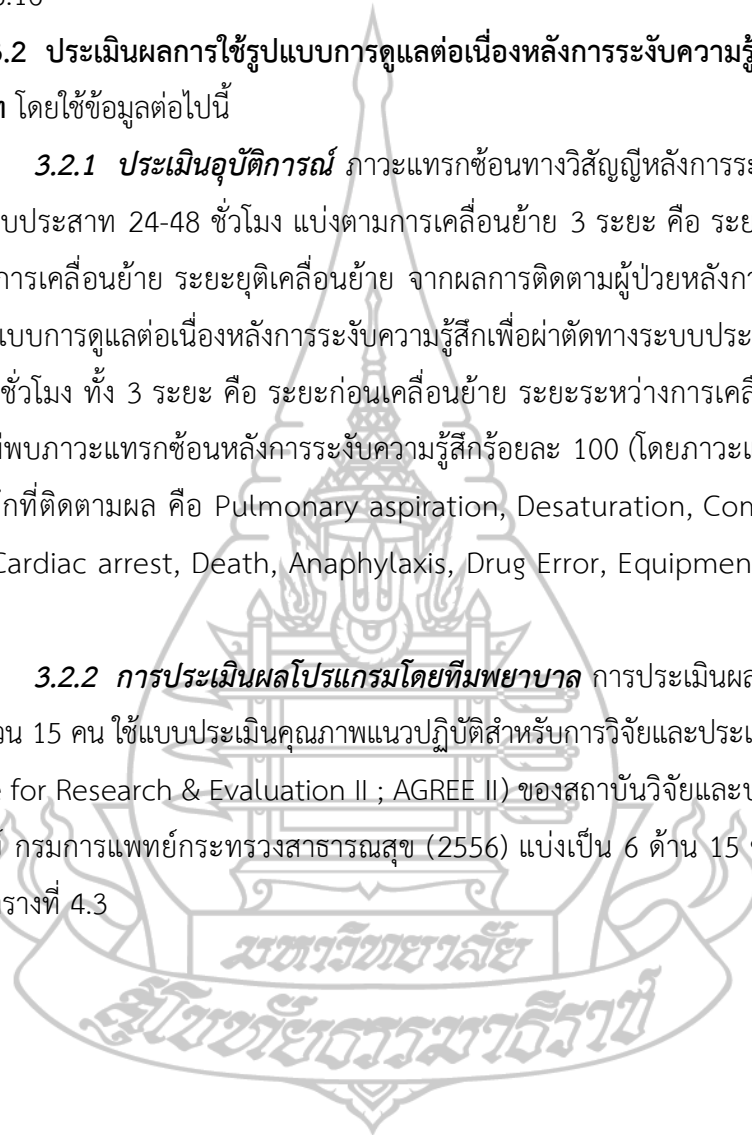 3.2 ประเมินผลการใช้รูปแบบการดูแลต่อเนื่องหลังการระงับความรู้
โดยใช้ข้อมูลต่อไปนี้
3.2.1 ประเมินอุบัติการณ์ ภาวะแทรกซ้อนทางวิสัญญีหลังการระ
บบประสาท 24-48 ชั่วโมง แบ่งตามการเคลื่อนย้าย 3 ระยะ คือ ระย
การเคลื่อนย้าย ระยะยุติเคลื่อนย้าย จากผลการติดตามผู้ป่วยหลังกา
แบบการดูแลต่อเนื่องหลังการระงับความรู้สึกเพื่อผ่าตัดทางระบบประ
ชั่วโมง ทั้ง 3 ระยะ คือ ระยะก่อนเคลื่อนย้าย ระยะระหว่างการเคลื่
พบภาวะแทรกซ้อนหลังการระงับความรู้สึกร้อยละ 100 (โดยภาวะแ
กที่ติดตามผล คือ Pulmonary aspiration, Desaturation, Con
Cardiac arrest, Death, Anaphylaxis, Drug Error, Equipmen
3.2.2 การประเมินผลโปรแกรมโดยทีมพยาบาล การประเมินผล
วน 15 คน ใช้แบบประเมินคุณภาพแนวปฏิบัติสำหรับการวิจัยและประเ
for Research & Evaluation II ; AGREE II) ของสถาบันวิจัยและป
กรมการแพทย์กระทรวงสาธารณสุข (2556) แบ่งเป็น 6 ด้าน 15
ตารางที่ 4.3
มหาวิทยาลัย
สุโขทัยธรรมาธิราช